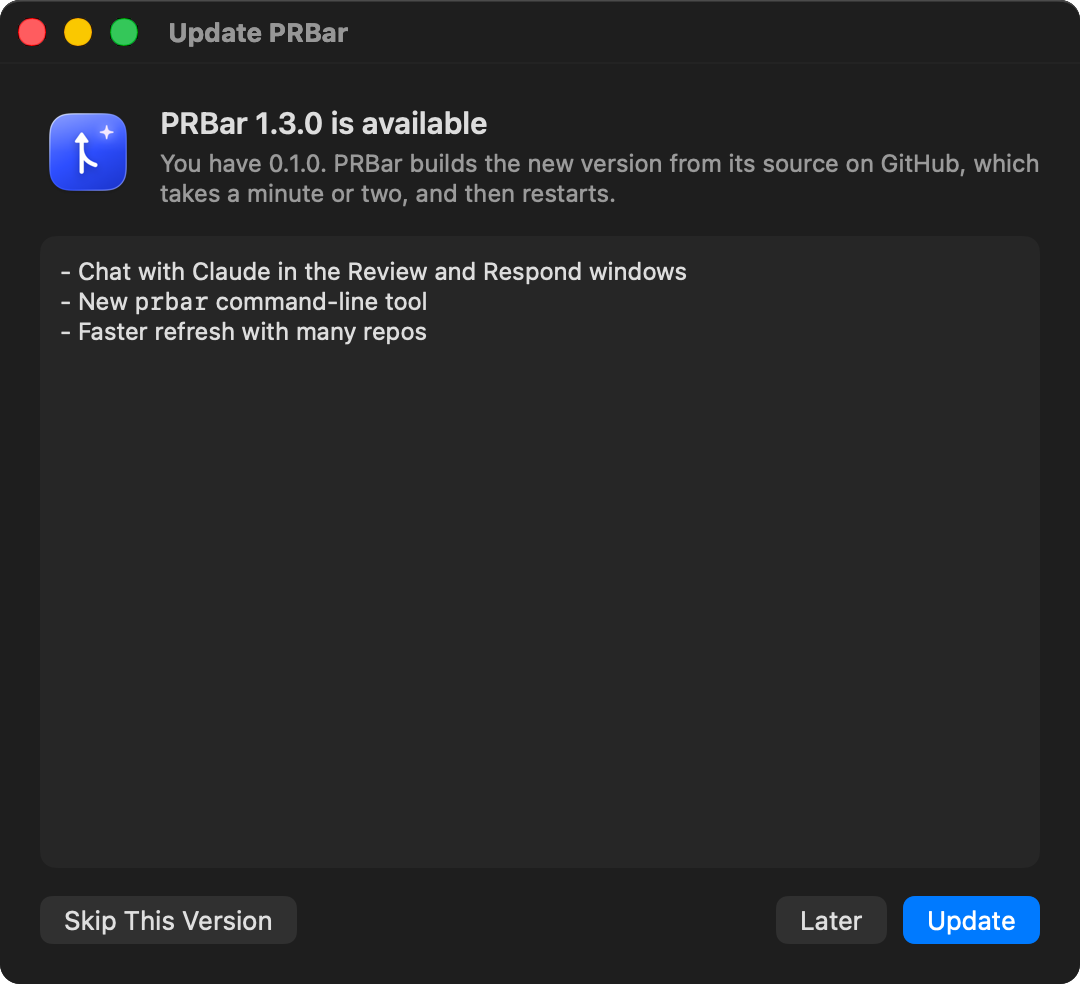 Update PRBar
PRBar 1.3.0 is available
You have 0.1.0. PRBar builds the new version from its source on GitHub, which
takes a minute or two, and then restarts.
- Chat with Claude in the Review and Respond windows
- New prbar command-line tool
- Faster refresh with many repos
Skip This Version
Later
Update